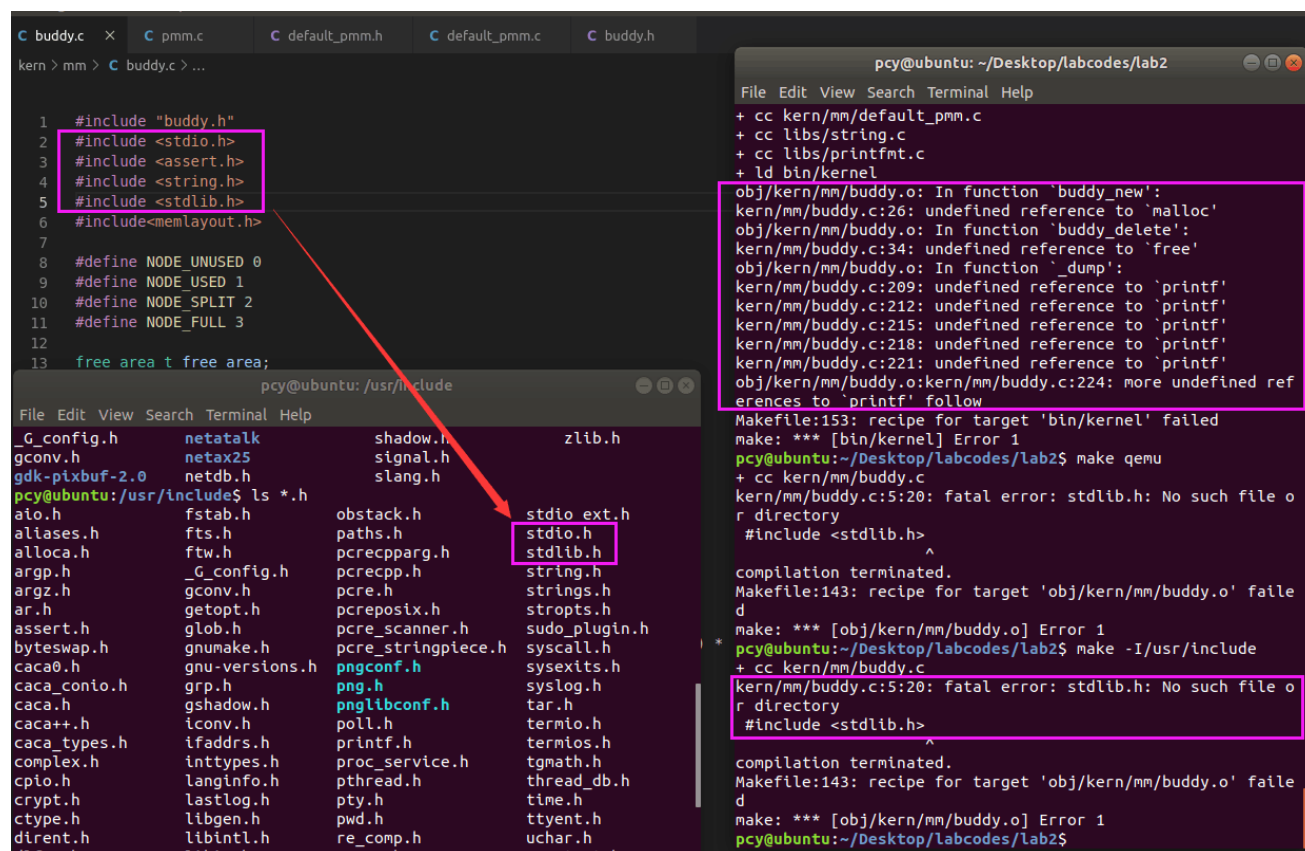 C buddy.c × C pmm.c C default_pmm.h C default_pmm.c C buddy.h
kern > mm > C buddy.c > ...
1 #include "buddy.h"
2 #include <stdio.h>
3 #include <assert.h>
4 #include <string.h>
5 #include <stdlib.h>
6 #include<memlayout.h>
7
8 #define NODE_UNUSED 0
9 #define NODE_USED 1
10 #define NODE_SPLIT 2
11 #define NODE_FULL 3
12
13 free_area_t free_area;
pcy@ubuntu: /usr/include
File Edit View Search Terminal Help
_G_config.h netatalk shadow.h zlib.h
gconv.h netax25 signal.h
gdk-pixbuf-2.0 netdb.h slang.h
pcy@ubuntu:/usr/include$ ls *.h
aio.h fstab.h obstack.h stdio_ext.h
aliases.h fts.h paths.h stdio.h
alloca.h ftw.h pcrecpparg.h stdlib.h
argp.h _G_config.h pcrecpp.h string.h
argz.h gconv.h pcre.h strings.h
ar.h getopt.h pcreposix.h stropts.h
assert.h glob.h pcre_scanner.h sudo_plugin.h
byteswap.h gnumake.h pcre_stringpiece.h syscall.h
caca0.h gnu-versions.h pngconf.h sysexits.h
caca_conio.h grp.h png.h syslog.h
caca.h gshadow.h pnglibconf.h tar.h
caca++.h iconv.h poll.h termio.h
caca_types.h ifaddrs.h printf.h termios.h
complex.h inttypes.h proc_service.h tgmath.h
cpio.h langinfo.h pthread.h thread_db.h
crypt.h lastlog.h pty.h time.h
ctype.h libgen.h pwd.h ttyent.h
dirent.h libintl.h re_comp.h uchar.h
) *
pcy@ubuntu: ~/Desktop/labcodes/lab2
File Edit View Search Terminal Help
+ cc kern/mm/default_pmm.c
+ cc libs/string.c
+ cc libs/printfmt.c
+ ld bin/kernel
obj/kern/mm/buddy.o: In function `buddy_new':
kern/mm/buddy.c:26: undefined reference to `malloc'
obj/kern/mm/buddy.o: In function `buddy_delete':
kern/mm/buddy.c:34: undefined reference to `free'
obj/kern/mm/buddy.o: In function `_dump':
kern/mm/buddy.c:209: undefined reference to `printf'
kern/mm/buddy.c:212: undefined reference to `printf'
kern/mm/buddy.c:215: undefined reference to `printf'
kern/mm/buddy.c:218: undefined reference to `printf'
kern/mm/buddy.c:221: undefined reference to `printf'
obj/kern/mm/buddy.o:kern/mm/buddy.c:224: more undefined ref
erences to `printf' follow
Makefile:153: recipe for target 'bin/kernel' failed
make: *** [bin/kernel] Error 1
pcy@ubuntu:~/Desktop/labcodes/lab2$ make qemu
+ cc kern/mm/buddy.c
kern/mm/buddy.c:5:20: fatal error: stdlib.h: No such file o
r directory
#include <stdlib.h>
^
compilation terminated.
Makefile:143: recipe for target 'obj/kern/mm/buddy.o' faile
d
make: *** [obj/kern/mm/buddy.o] Error 1
pcy@ubuntu:~/Desktop/labcodes/lab2$ make -I/usr/include
+ cc kern/mm/buddy.c
kern/mm/buddy.c:5:20: fatal error: stdlib.h: No such file o
r directory
#include <stdlib.h>
^
compilation terminated.
Makefile:143: recipe for target 'obj/kern/mm/buddy.o' faile
d
make: *** [obj/kern/mm/buddy.o] Error 1
pcy@ubuntu:~/Desktop/labcodes/lab2$